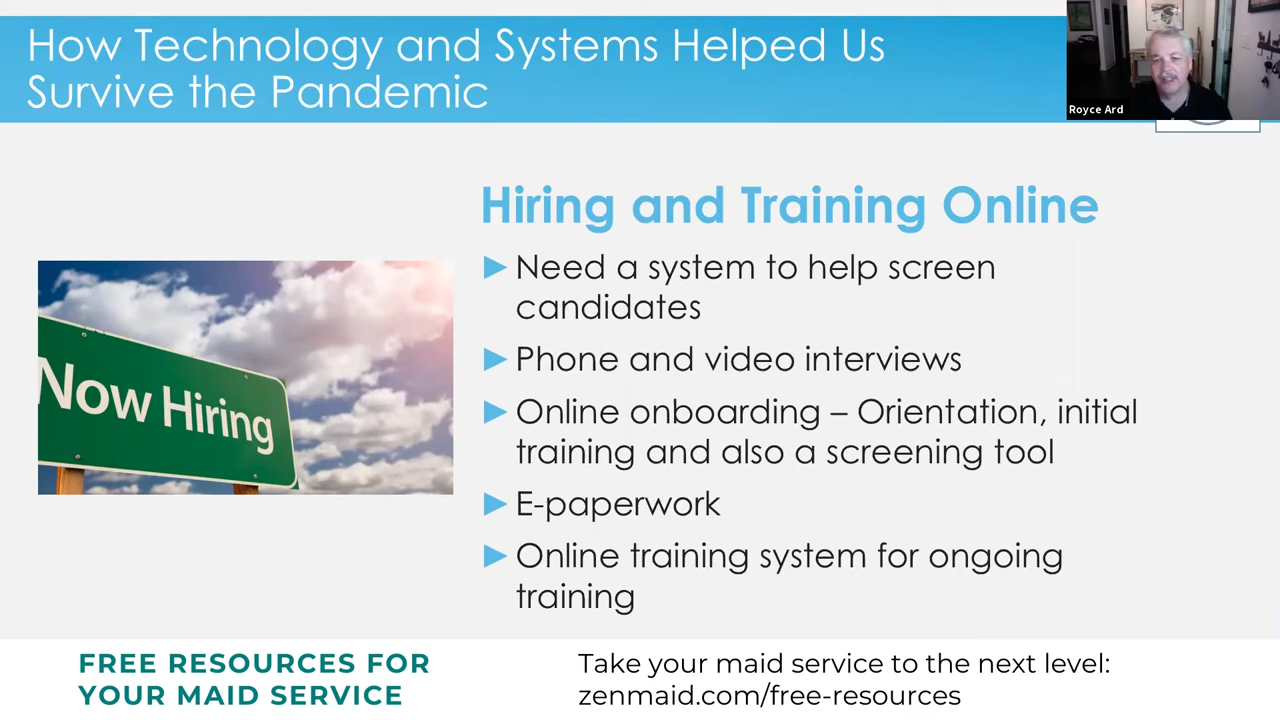 How Technology and Systems Helped Us
Survive the Pandemic
Royce Ard
Hiring and Training Online
Need a system to help screen
candidates
Phone and video interviews
Online onboarding – Orientation, initial
training and also a screening tool
E-paperwork
Online training system for ongoing
training
Now Hiring
FREE RESOURCES FOR
YOUR MAID SERVICE
Take your maid service to the next level:
zenmaid.com/free-resources